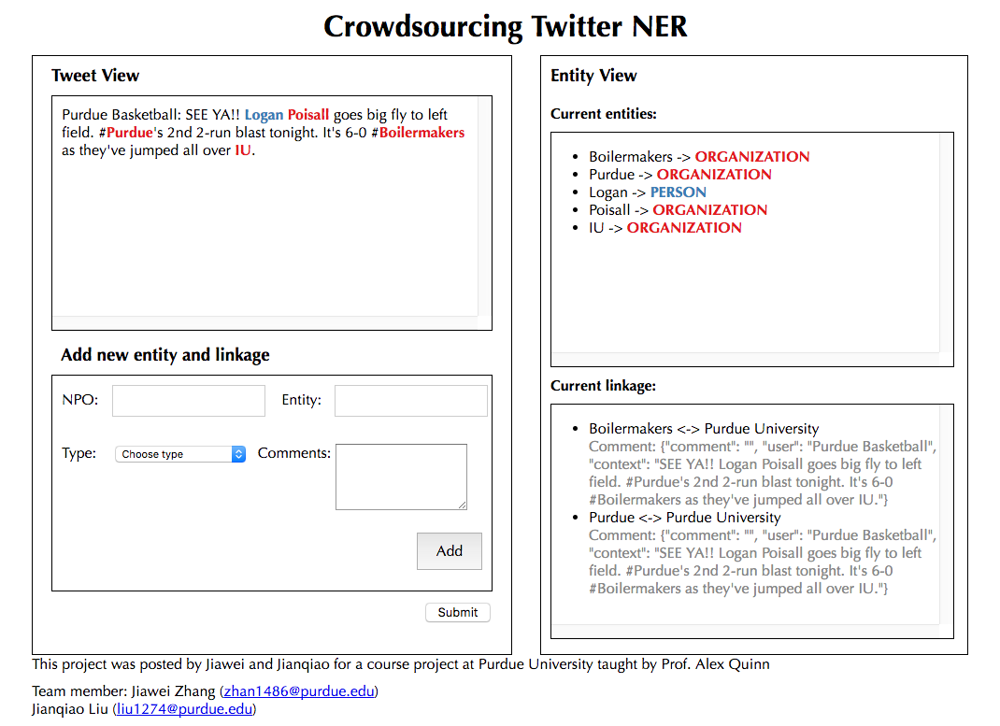 Crowdsourcing Twitter NER
Tweet View
Purdue Basketball: SEE YA!! Logan Poisall goes big fly to left
field. #Purdue's 2nd 2-run blast tonight. It's 6-0 #Boilermakers
as they've jumped all over IU.
Add new entity and linkage
NPO:
Entity:
Type:
Choose type
Comments:
Add
Submit
Entity View
Current entities:
• Boilermakers -> ORGANIZATION
• Purdue -> ORGANIZATION
• Logan -> PERSON
• Poisall -> ORGANIZATION
• IU -> ORGANIZATION
Current linkage:
• Boilermakers <-> Purdue University
Comment: {"comment": "", "user": "Purdue Basketball",
"context": "SEE YA!! Logan Poisall goes big fly to left
field. #Purdue's 2nd 2-run blast tonight. It's 6-0
#Boilermakers as they've jumped all over IU."}
• Purdue <-> Purdue University
Comment: {"comment": "", "user": "Purdue Basketball",
"context": "SEE YA!! Logan Poisall goes big fly to left
field. #Purdue's 2nd 2-run blast tonight. It's 6-0
#Boilermakers as they've jumped all over IU."}
This project was posted by Jiawei and Jianqiao for a course project at Purdue University taught by Prof. Alex Quinn
Team member: Jiawei Zhang (zhan1486@purdue.edu)
Jianqiao Liu (liu1274@purdue.edu)